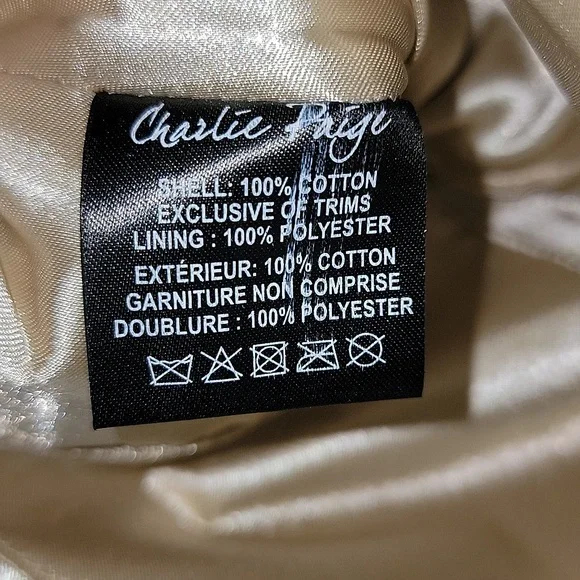 Charlie Paige
SHELL: 100% COTTON
EXCLUSIVE OF TRIMS
LINING : 100% POLYESTER
EXTÉRIEUR: 100% COTTON
GARNITURE NON COMPRISE
DOUBLURE : 100% POLYESTER